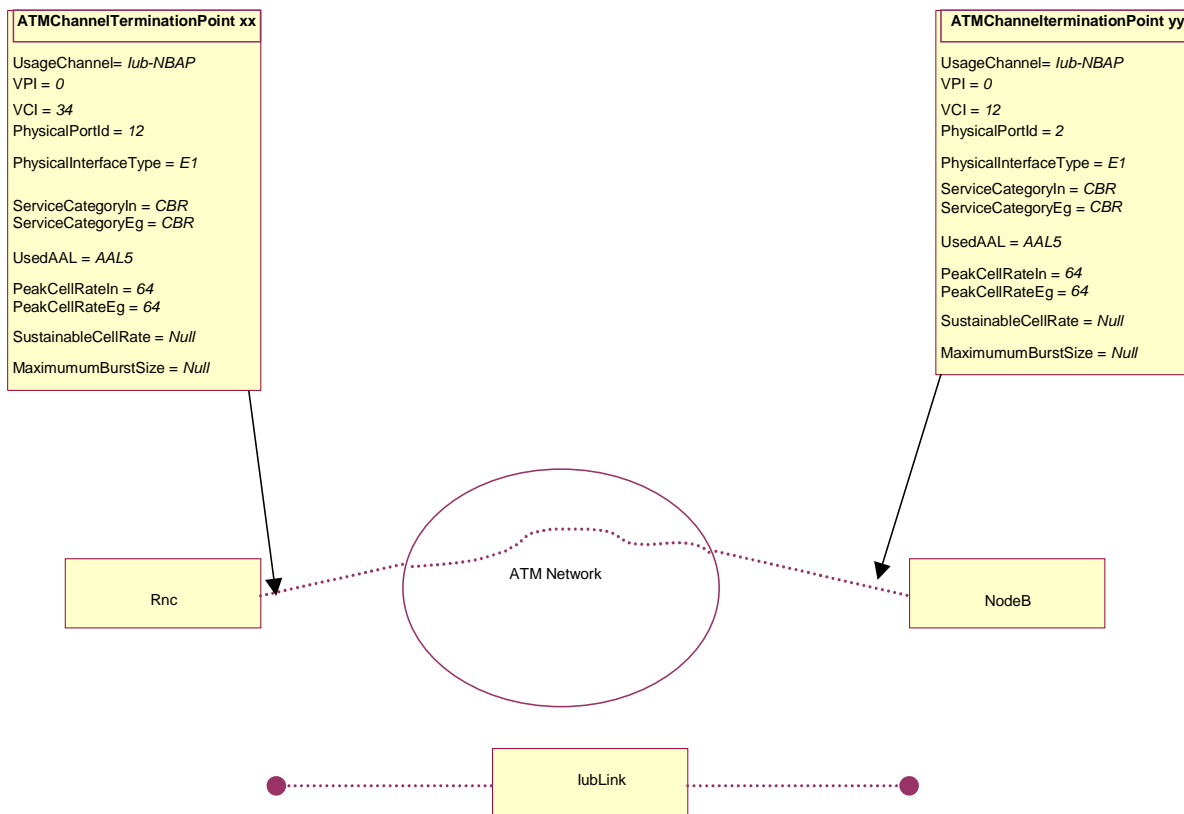 ATMChannelTerminationPoint xx
UsageChannel= Iub-NBAP
VPI = 0
VCI = 34
PhysicalPortId = 12
PhysicalInterfaceType = E1
ServiceCategoryIn = CBR
ServiceCategoryEg = CBR
UsedAAL = AAL5
PeakCellRateIn = 64
PeakCellRateEg = 64
SustainableCellRate = Null
MaximumumBurstSize = Null
ATMChannelterminationPoint yy
UsageChannel= Iub-NBAP
VPI = 0
VCI = 12
PhysicalPortId = 2
PhysicalInterfaceType = E1
ServiceCategoryIn = CBR
ServiceCategoryEg = CBR
UsedAAL = AAL5
PeakCellRateIn = 64
PeakCellRateEg = 64
SustainableCellRate = Null
MaximumumBurstSize = Null
Rnc
ATM Network
NodeB
IubLink